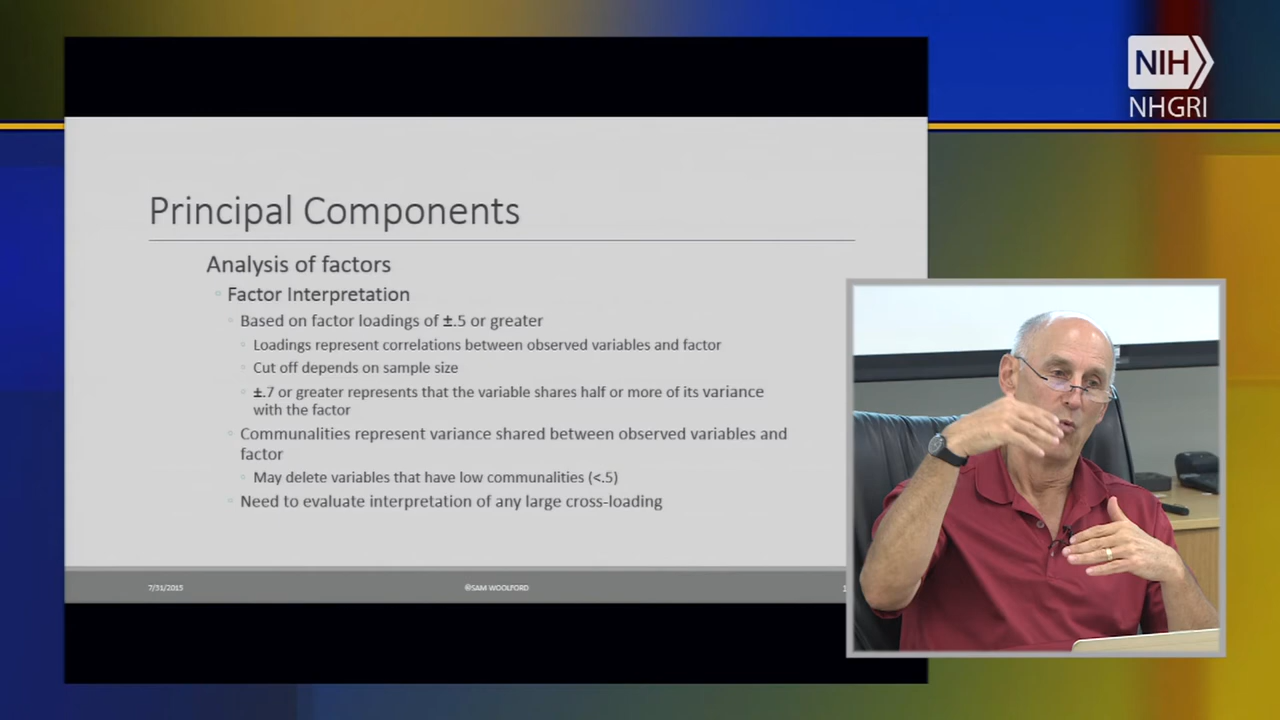 NIH
NHGRI
Principal Components
Analysis of factors
Factor Interpretation
Based on factor loadings of ±.5 or greater
Loadings represent correlations between observed variables and factor
Cut off depends on sample size
±.7 or greater represents that the variable shares half or more of its variance
with the factor
Communalities represent variance shared between observed variables and
factor
May delete variables that have low communalities (<.5)
Need to evaluate interpretation of any large cross-loading
7/31/2015
©SAM WOOLFORD